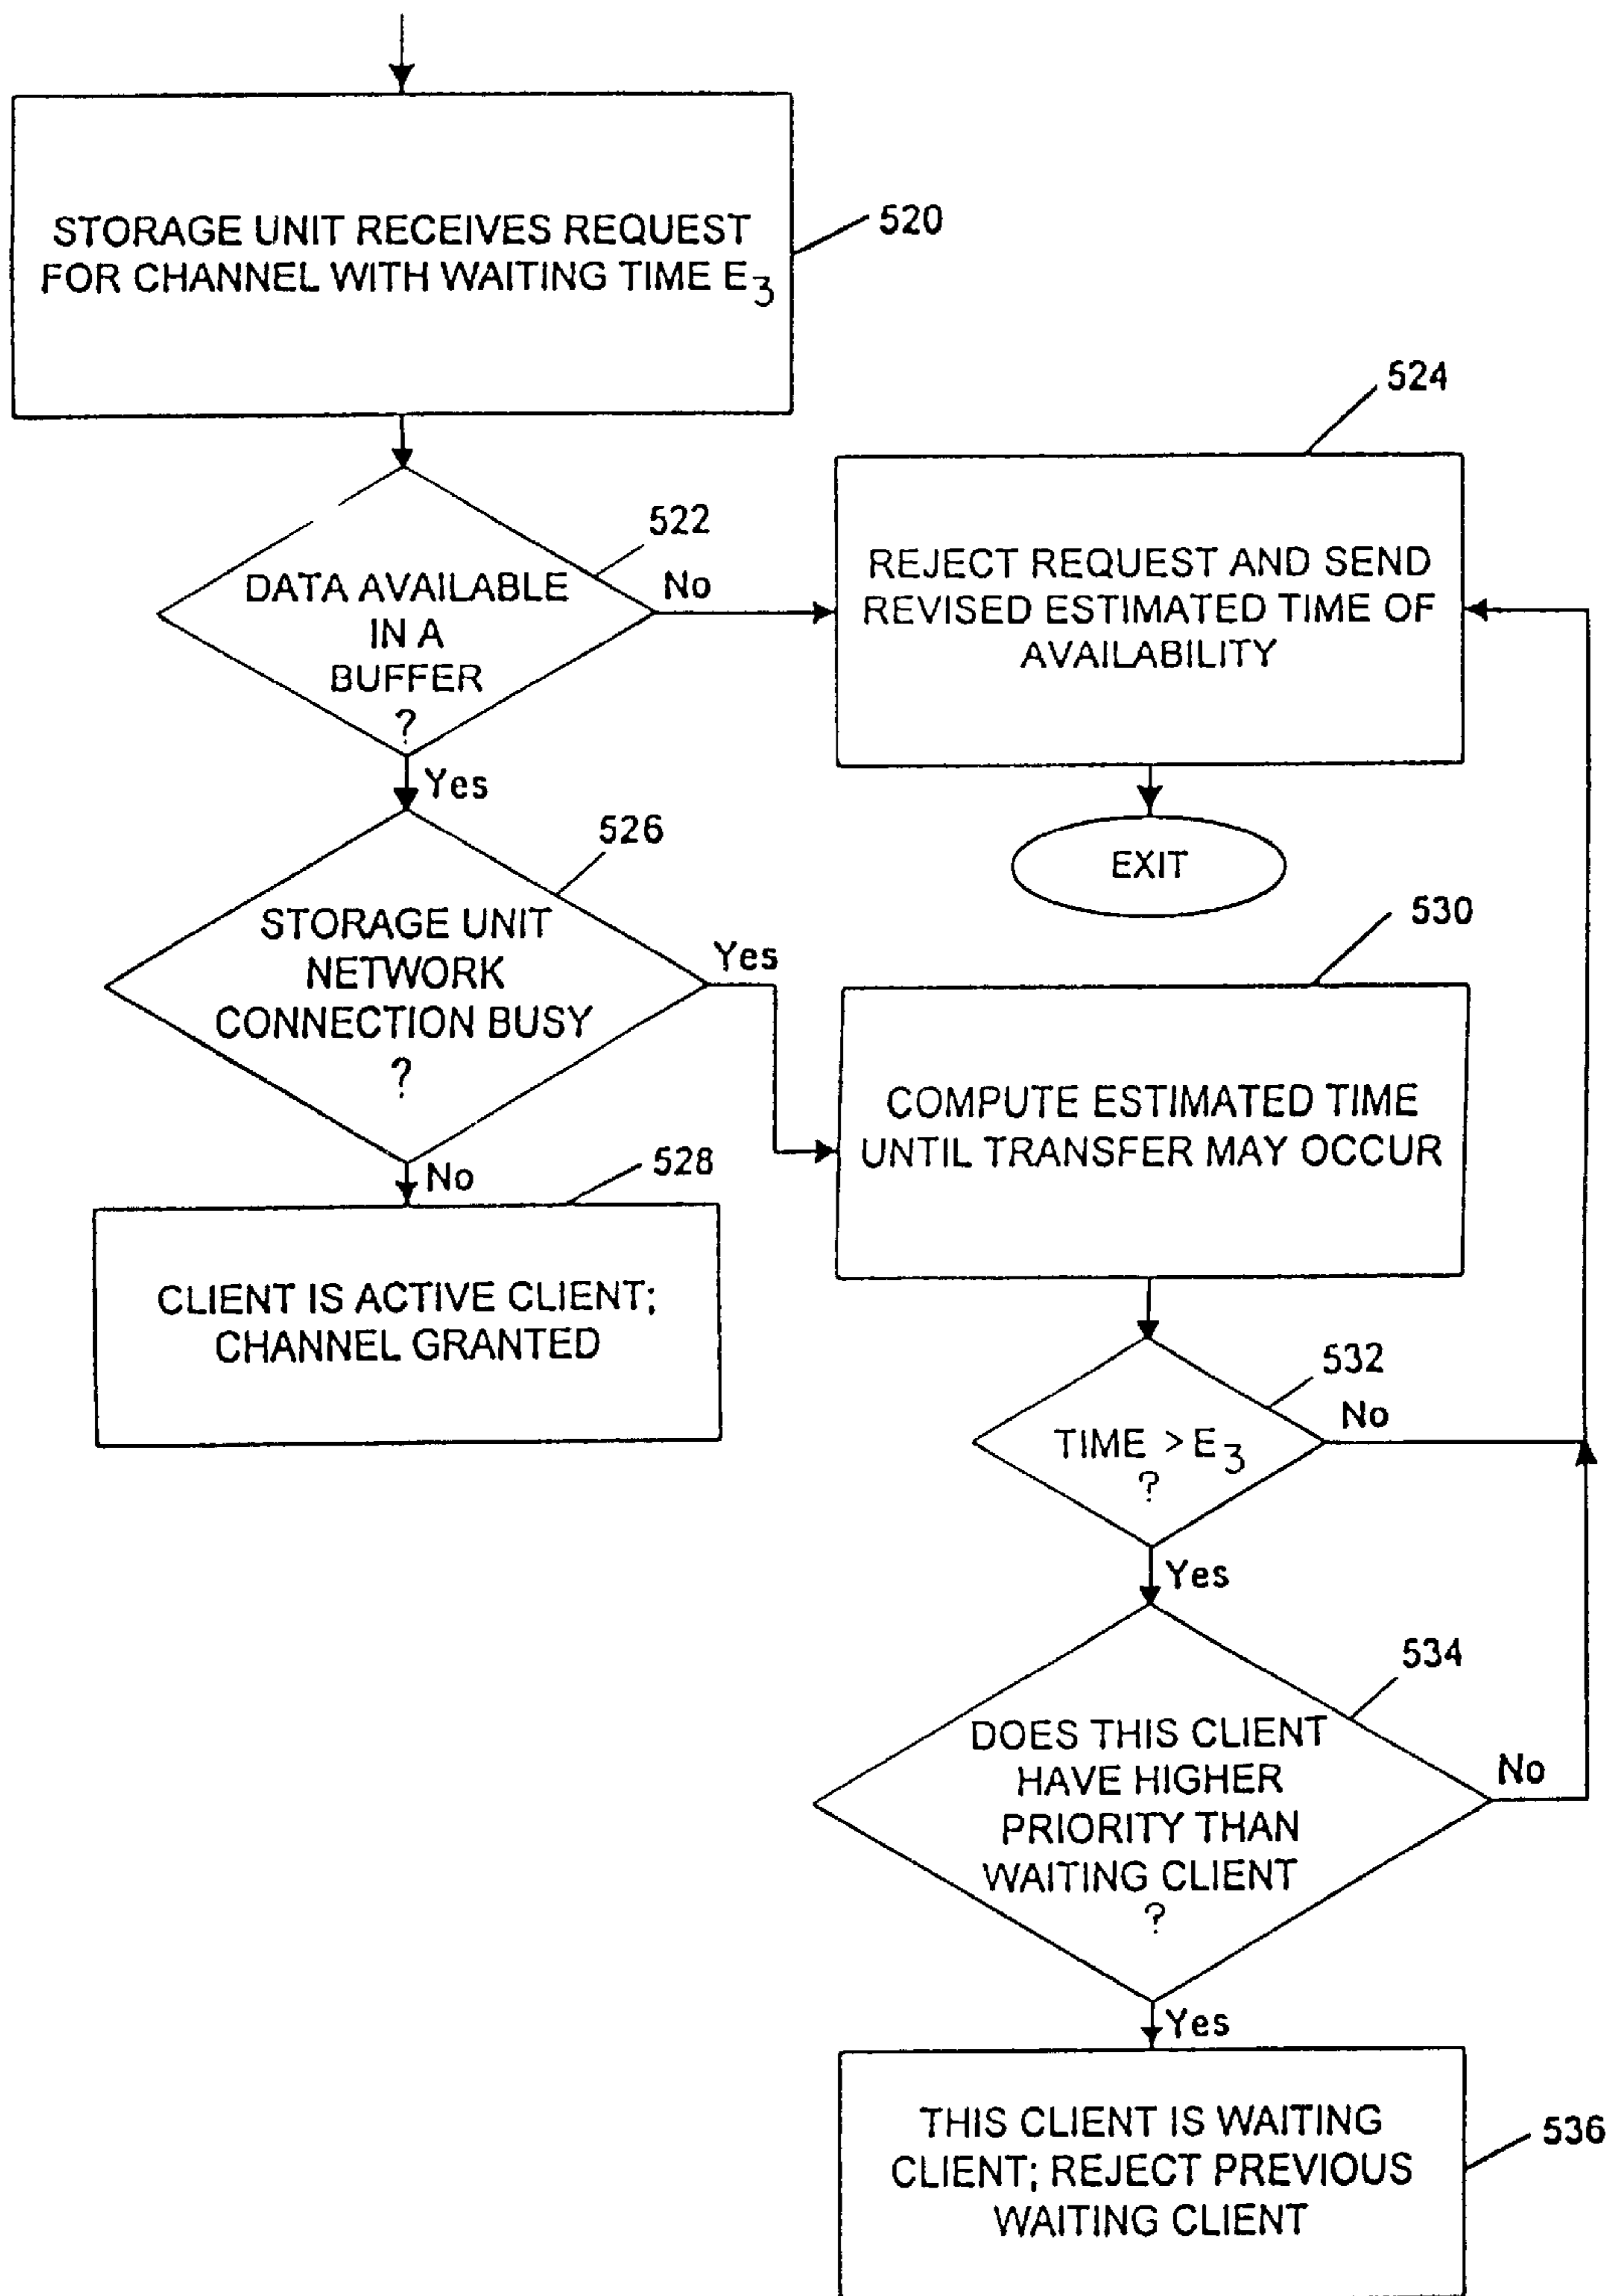 STORAGE UNIT RECEIVES REQUEST
FOR CHANNEL WITH WAITING TIME E3
520
522
DATA AVAILABLE
IN A
BUFFER
?
No
Yes
524
REJECT REQUEST AND SEND
REVISED ESTIMATED TIME OF
AVAILABILITY
EXIT
526
STORAGE UNIT
NETWORK
CONNECTION BUSY
?
Yes
No
528
CLIENT IS ACTIVE CLIENT;
CHANNEL GRANTED
530
COMPUTE ESTIMATED TIME
UNTIL TRANSFER MAY OCCUR
532
TIME > E3
?
No
Yes
534
DOES THIS CLIENT
HAVE HIGHER
PRIORITY THAN
WAITING CLIENT
?
No
Yes
THIS CLIENT IS WAITING
CLIENT; REJECT PREVIOUS
WAITING CLIENT
536